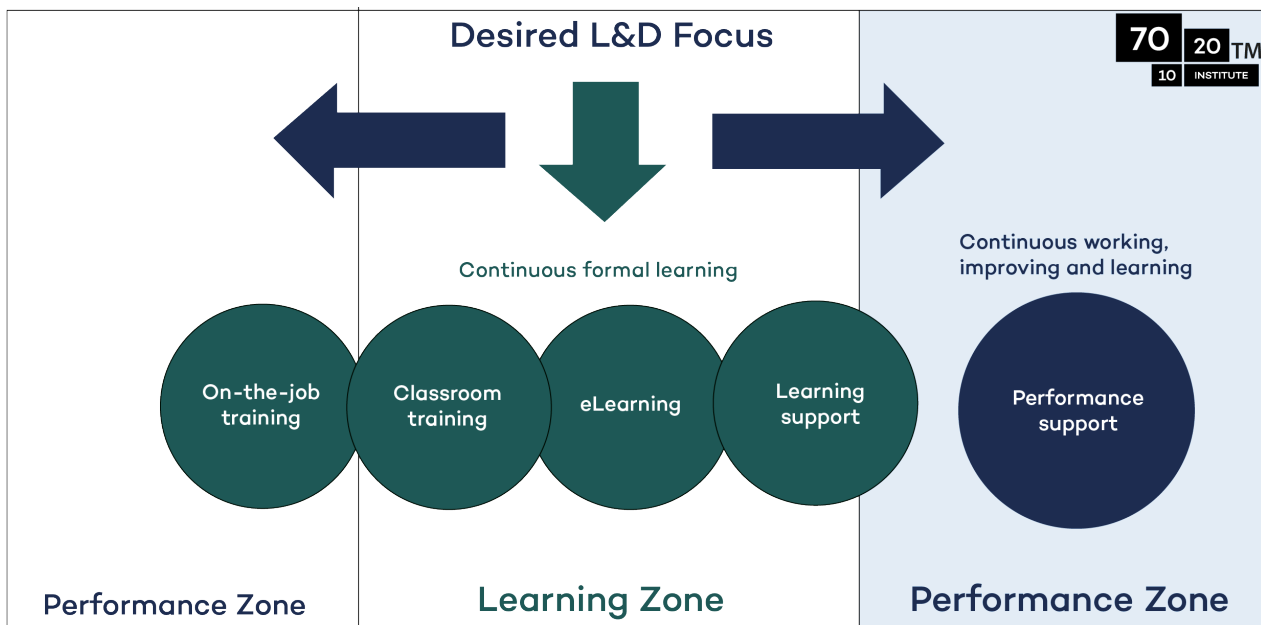 Desired L&D Focus
70
20
TM
10
INSTITUTE
Continuous working,
improving and learning
Continuous formal learning
On-the-job
training
Classroom
training
eLearning
Learning
support
Performance
support
Performance Zone
Learning Zone
Performance Zone